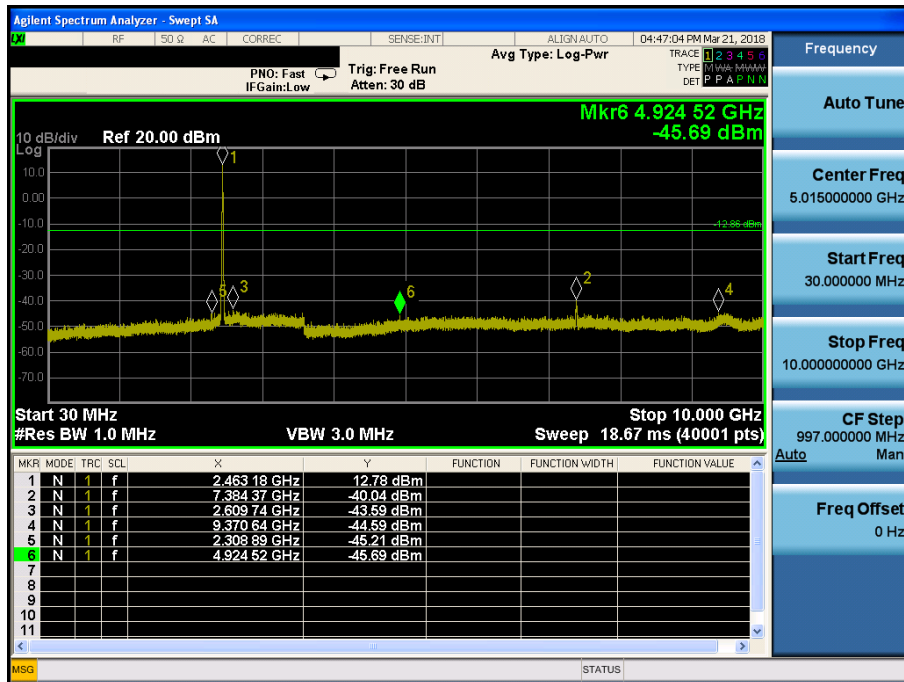 Agilent Spectrum Analyzer - Swept SA
LXI RF 50 Ω AC CORREC SENSE:INT ALIGN AUTO 04:47:04 PM Mar 21, 2018
PNO: Fast
IFGain:Low
Trig: Free Run
Atten: 30 dB
Avg Type: Log-Pwr
TRACE 1 2 3 4 5 6
TYPE M WA MWWW
DET P P A P N N
Mkr6 4.924 52 GHz
-45.69 dBm
10 dB/div Ref 20.00 dBm
Log
10.0
0.00
-10.0
-20.0
-30.0
-40.0
-50.0
-60.0
-70.0
1
-12.86 dBm
5
3
6
2
4
Start 30 MHz Stop 10.000 GHz
#Res BW 1.0 MHz VBW 3.0 MHz Sweep 18.67 ms (40001 pts)
MKR MODE TRC SCL X Y FUNCTION FUNCTION WIDTH FUNCTION VALUE
1 N 1 f 2.463 18 GHz 12.78 dBm
2 N 1 f 7.384 37 GHz -40.04 dBm
3 N 1 f 2.609 74 GHz -43.59 dBm
4 N 1 f 9.370 64 GHz -44.59 dBm
5 N 1 f 2.308 89 GHz -45.21 dBm
6 N 1 f 4.924 52 GHz -45.69 dBm
7
8
9
10
11
MSG STATUS
Frequency
Auto Tune
Center Freq
5.015000000 GHz
Start Freq
30.000000 MHz
Stop Freq
10.000000000 GHz
CF Step
997.000000 MHz
Auto Man
Freq Offset
0 Hz